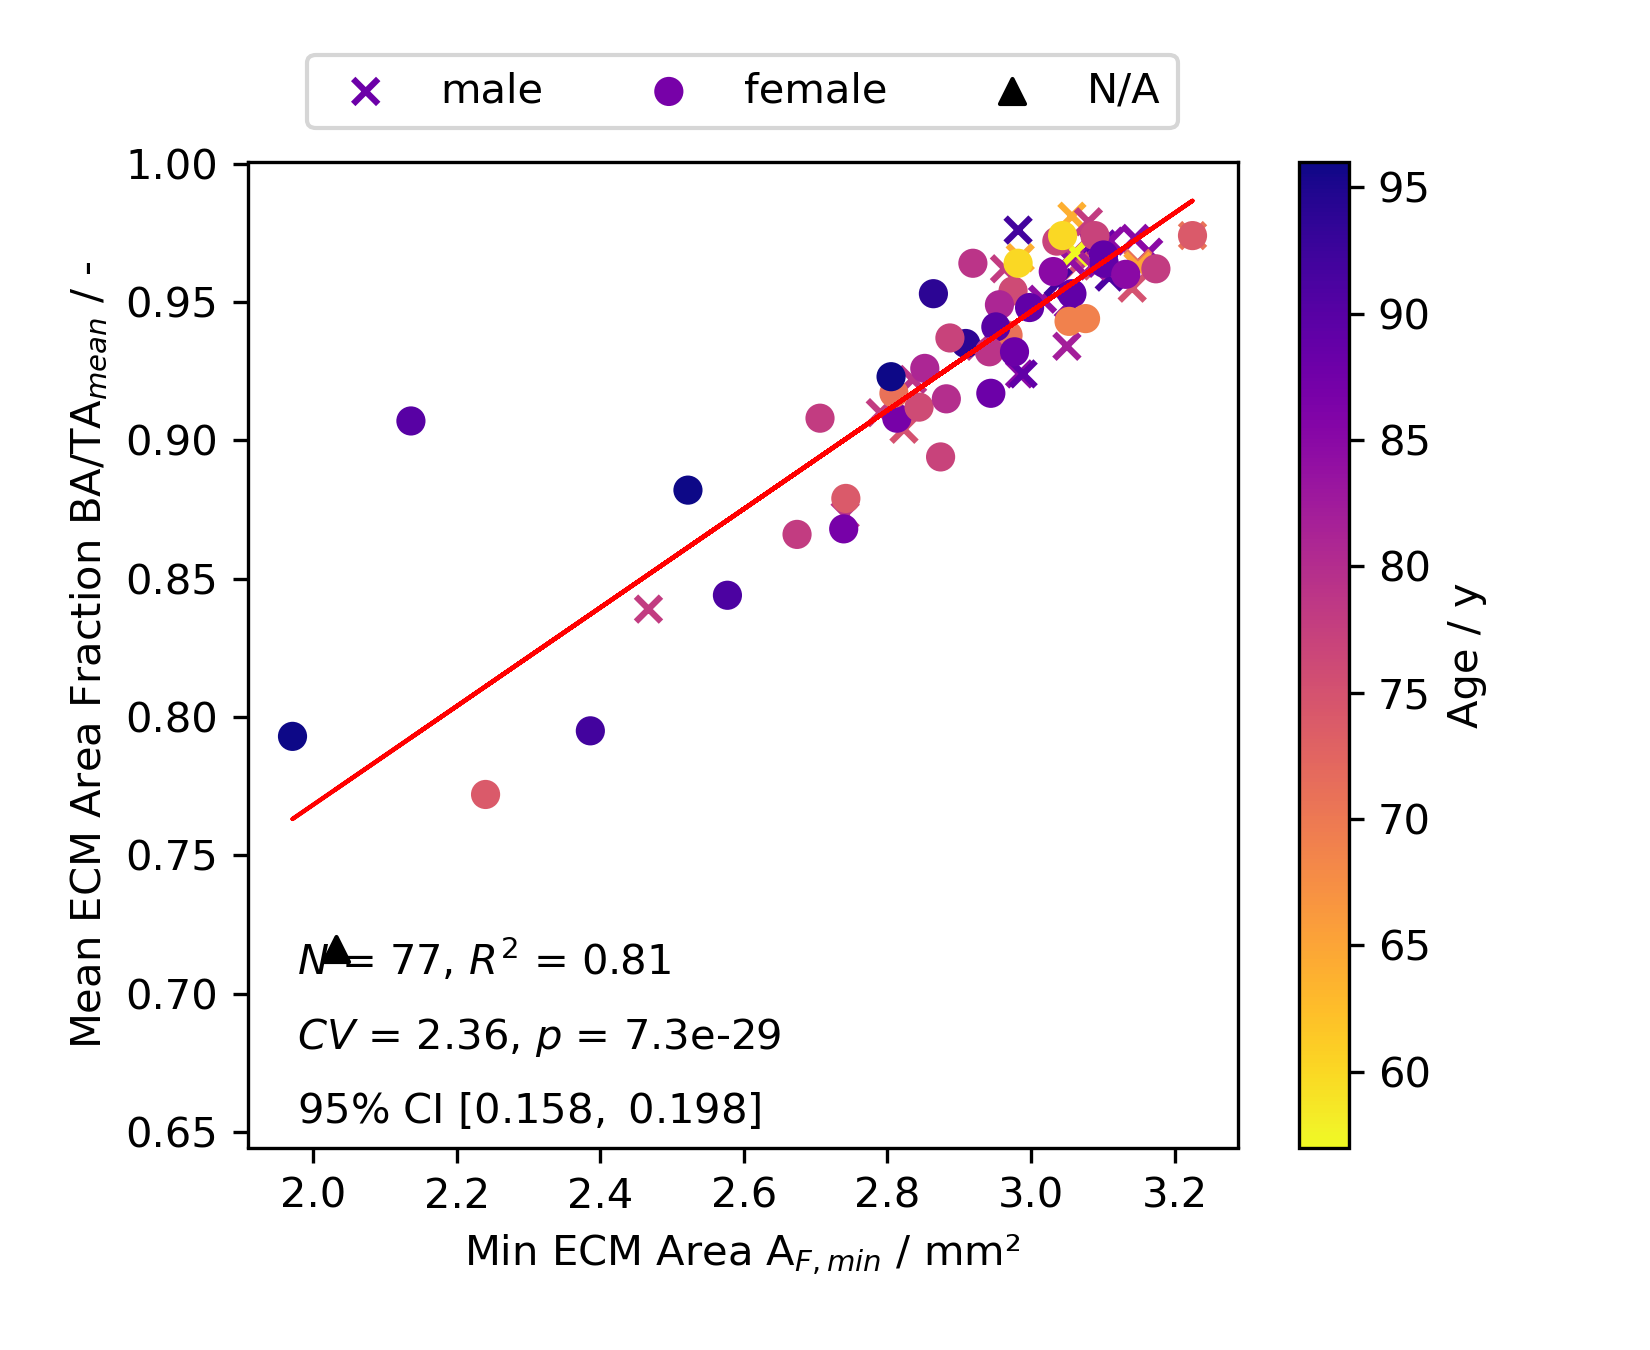 male female N/A
1.00
0.95
0.90
0.85
0.80
0.75
0.70
0.65
Mean ECM Area Fraction BA/TA_mean / -
N = 77, R² = 0.81
CV = 2.36, p = 7.3e-29
95% CI [0.158, 0.198]
2.0 2.2 2.4 2.6 2.8 3.0 3.2
Min ECM Area A_F,min / mm²
95
90
85
80
75
70
65
60
Age / y